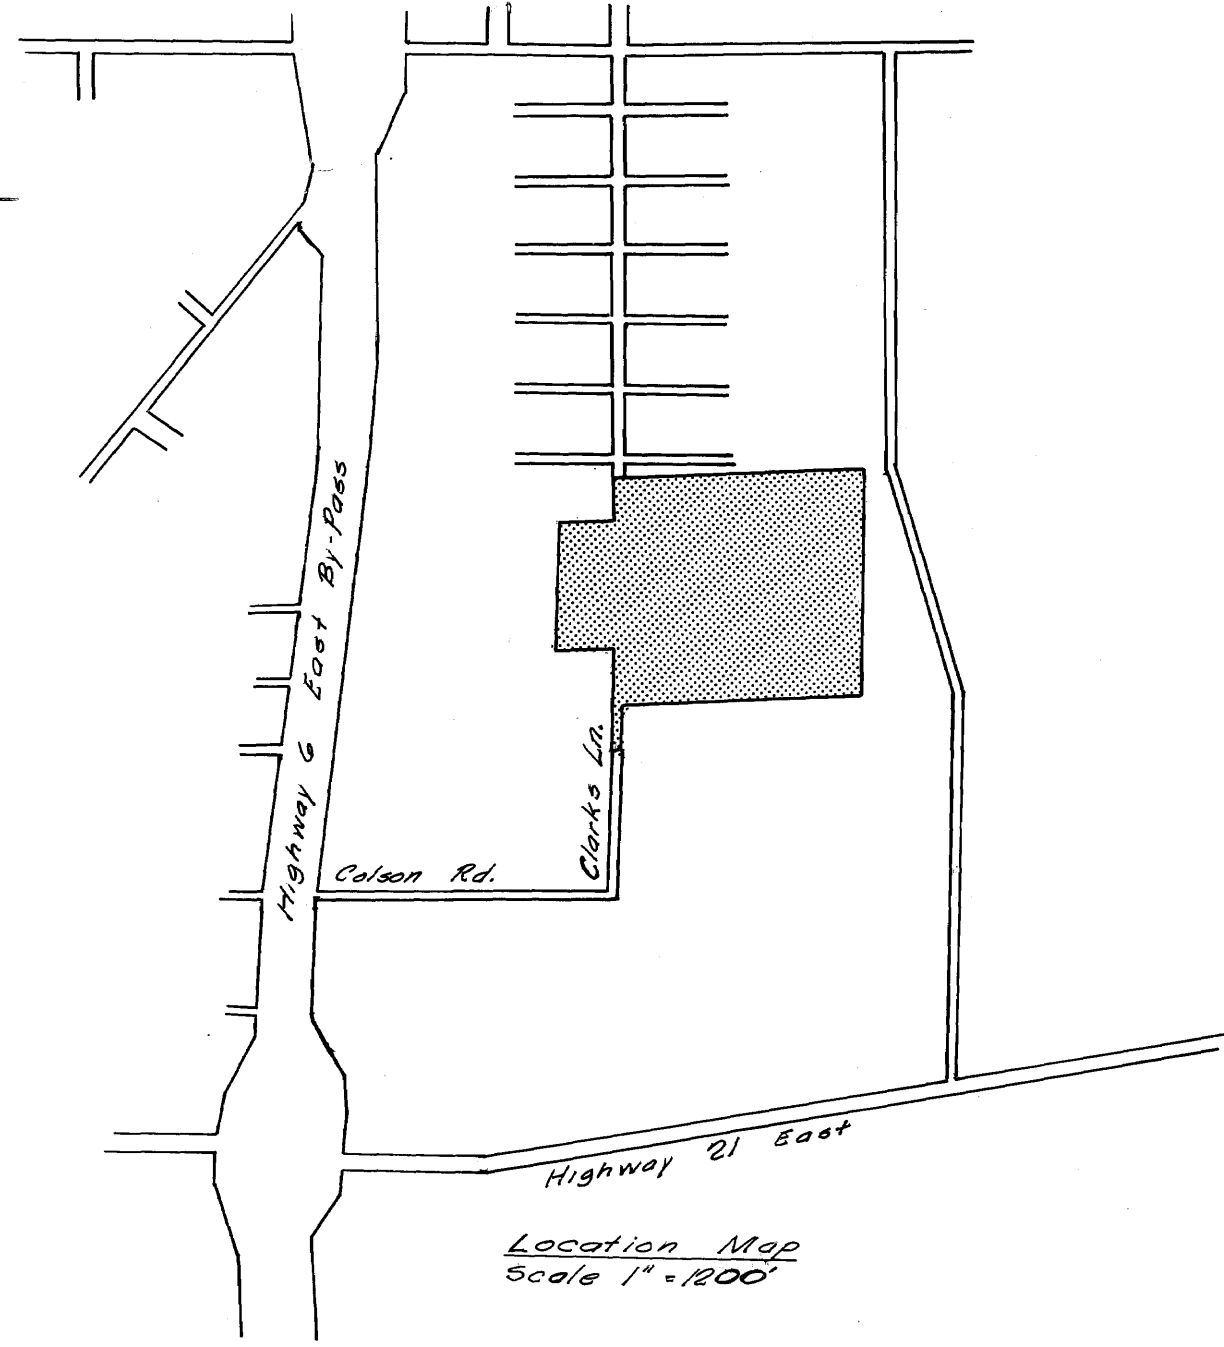 Highway 6 East By-Pass
Clarks Ln.
Colson Rd.
Highway 21 East
Location Map
Scale 1" = 1200'